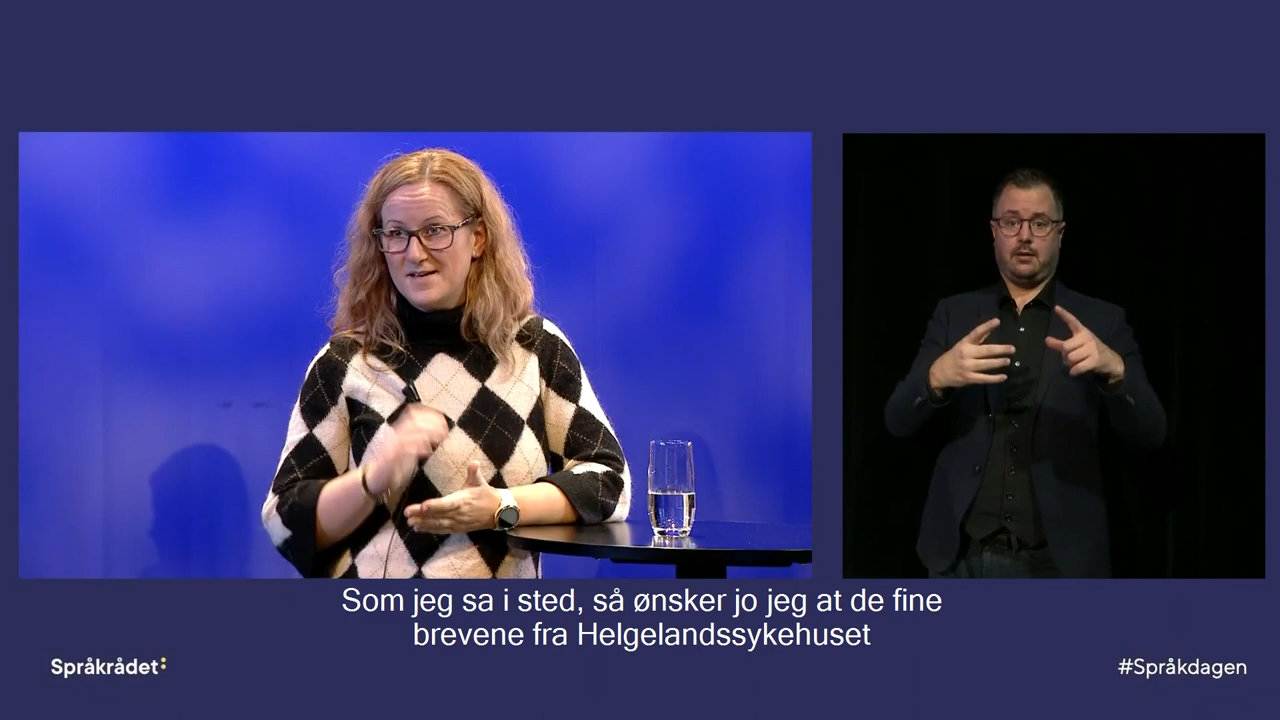 Som jeg sa i sted, så ønsker jo jeg at de fine
brevene fra Helgelandssykehuset
Språkrådet:
#Språkdagen